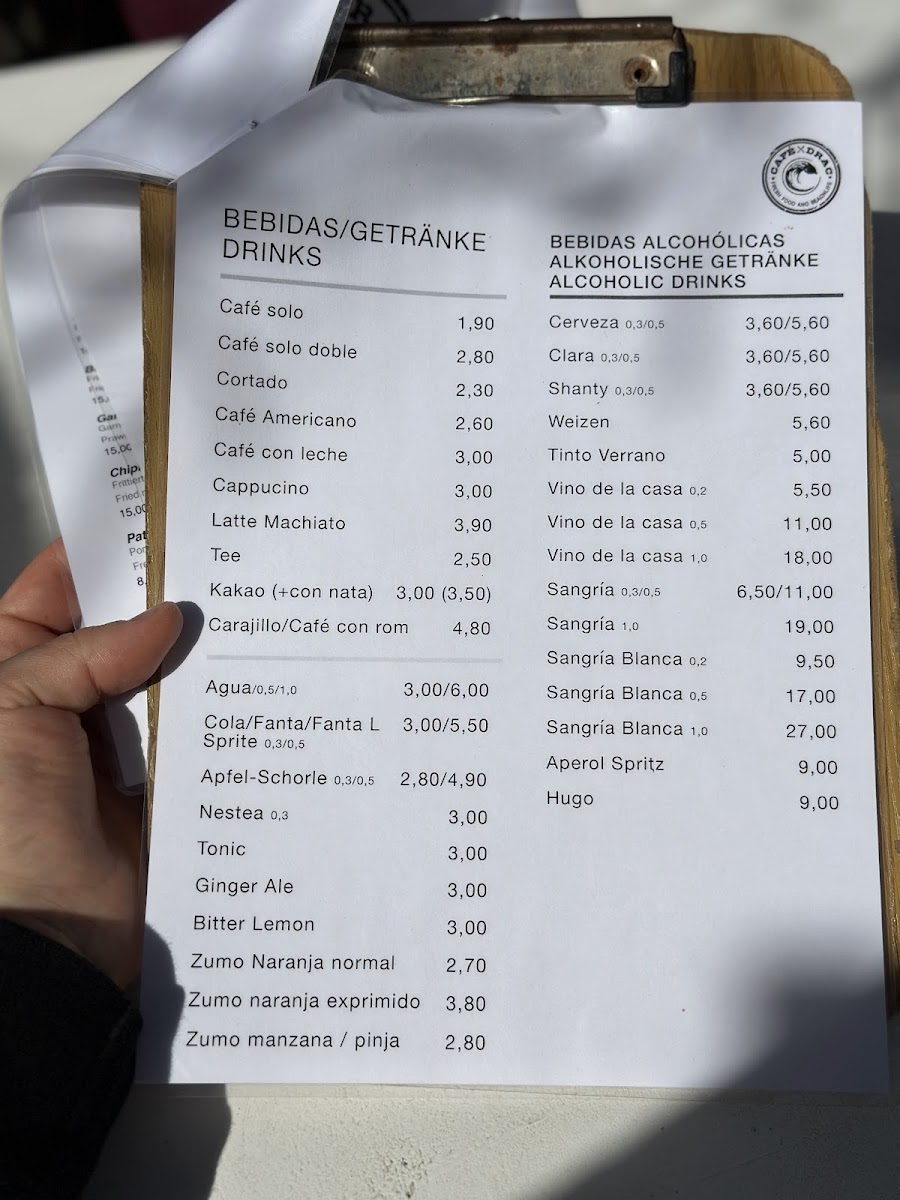 CAFÉ X DRAC
FRESH FOOD AND BEACHLIFE
BEBIDAS/GETRÄNKE
DRINKS
Café solo 1,90
Café solo doble 2,80
Cortado 2,30
Café Americano 2,60
Café con leche 3,00
Cappucino 3,00
Latte Machiato 3,90
Tee 2,50
Kakao (+con nata) 3,00 (3,50)
Carajillo/Café con rom 4,80
Agua/0,5/1,0 3,00/6,00
Cola/Fanta/Fanta L 3,00/5,50
Sprite 0,3/0,5
Apfel-Schorle 0,3/0,5 2,80/4,90
Nestea 0,3 3,00
Tonic 3,00
Ginger Ale 3,00
Bitter Lemon 3,00
Zumo Naranja normal 2,70
Zumo naranja exprimido 3,80
Zumo manzana / pinja 2,80
BEBIDAS ALCOHÓLICAS
ALKOHOLISCHE GETRÄNKE
ALCOHOLIC DRINKS
Cerveza 0,3/0,5 3,60/5,60
Clara 0,3/0,5 3,60/5,60
Shanty 0,3/0,5 3,60/5,60
Weizen 5,60
Tinto Verrano 5,00
Vino de la casa 0,2 5,50
Vino de la casa 0,5 11,00
Vino de la casa 1,0 18,00
Sangría 0,3/0,5 6,50/11,00
Sangría 1,0 19,00
Sangría Blanca 0,2 9,50
Sangría Blanca 0,5 17,00
Sangría Blanca 1,0 27,00
Aperol Spritz 9,00
Hugo 9,00
15,00
Fried
15,00